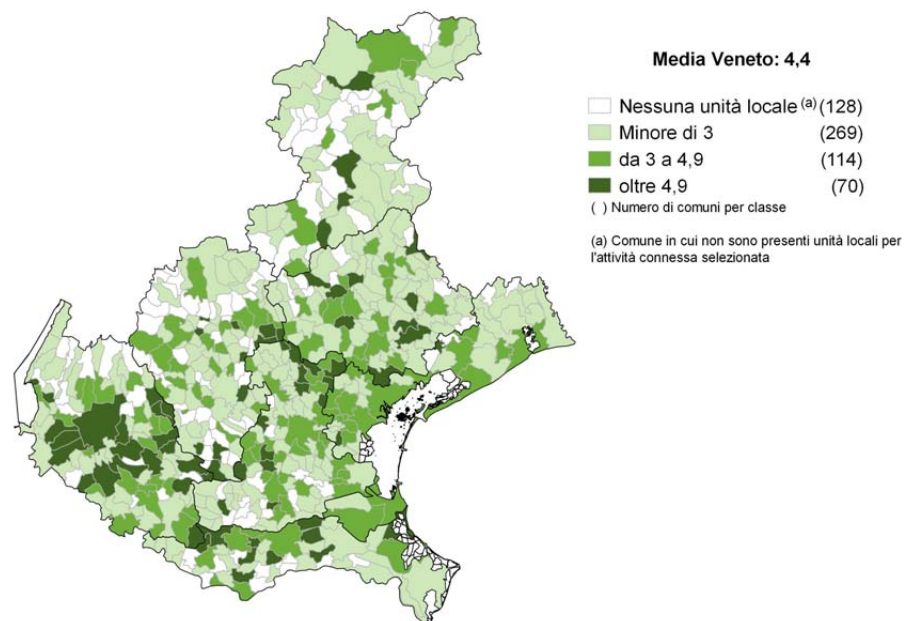 Media Veneto: 4,4
Nessuna unità locale (a) (128)
Minore di 3 (269)
da 3 a 4,9 (114)
oltre 4,9 (70)
( ) Numero di comuni per classe
(a) Comune in cui non sono presenti unità locali per
l'attività connessa selezionata